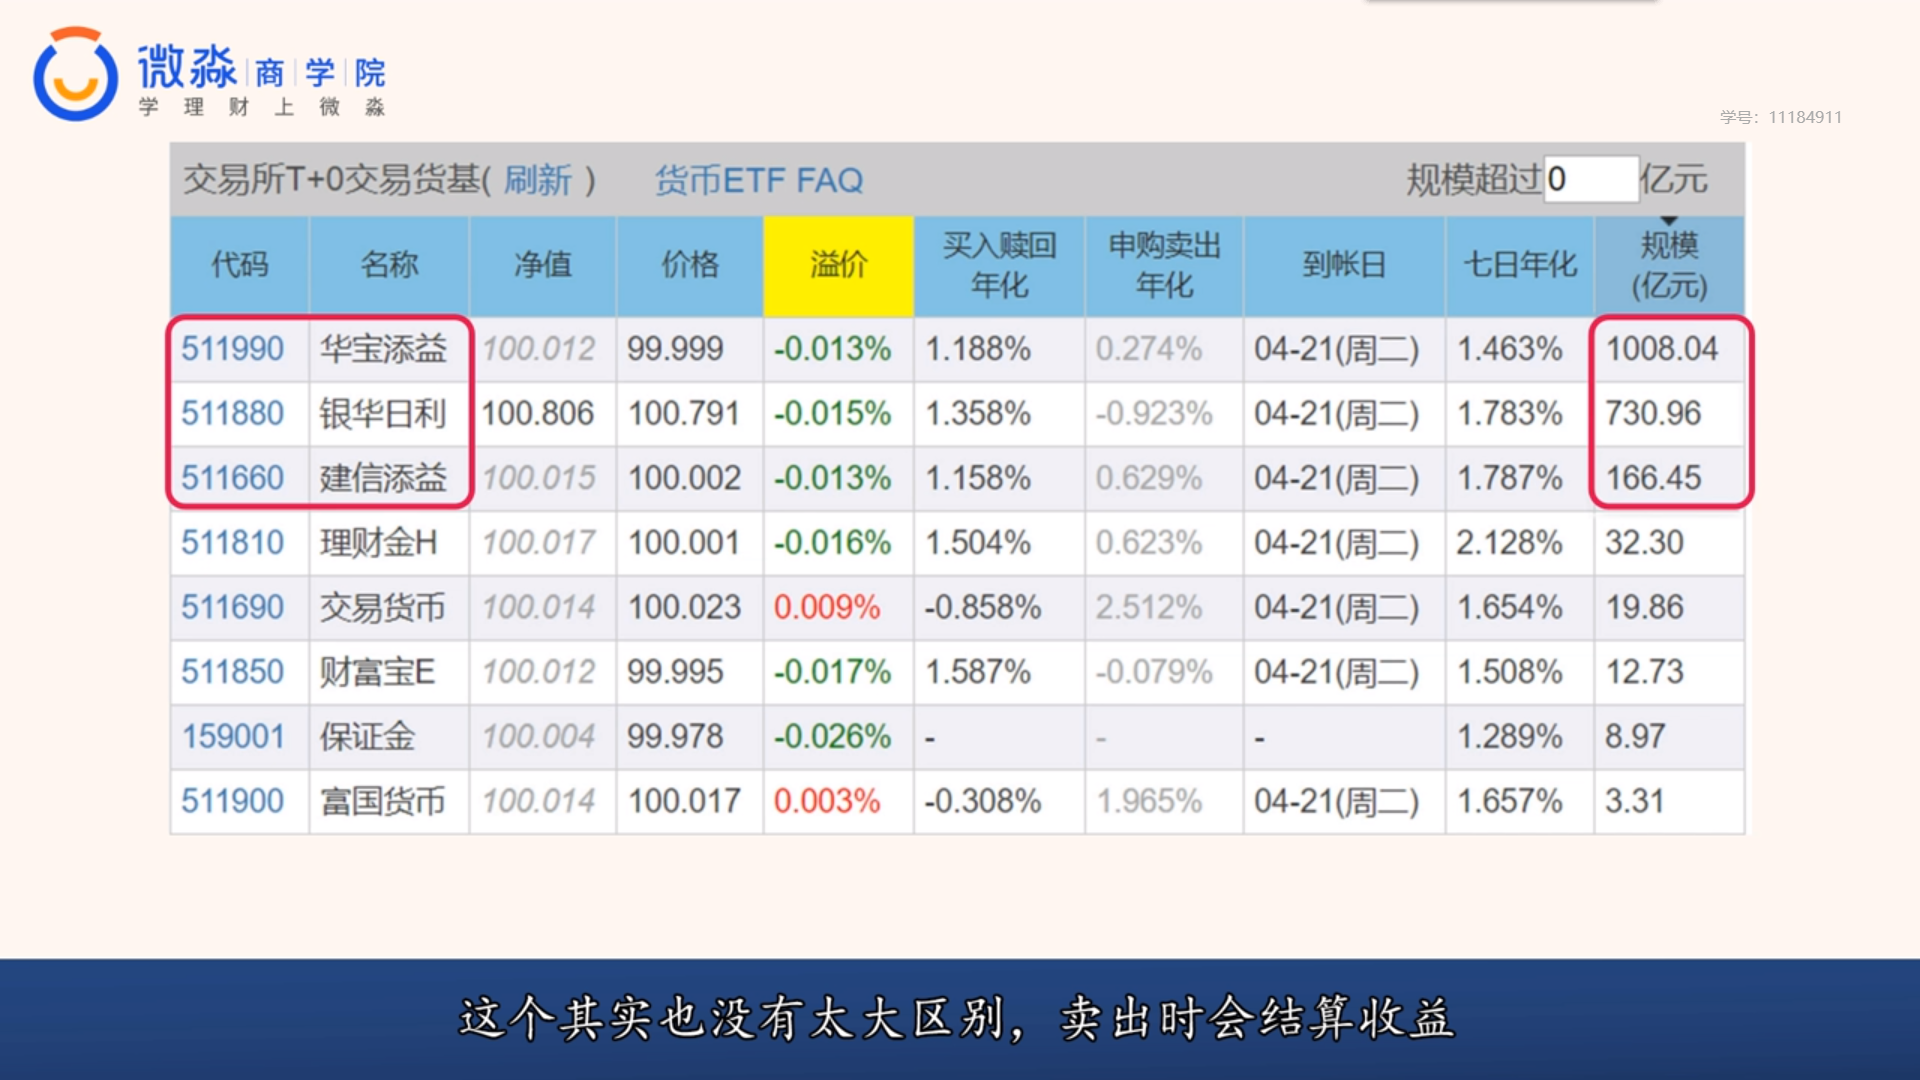 微淼 商 学 院
学理财上微淼
学号：11184911
交易所T+0交易货基( 刷新 ) 货币ETF FAQ 规模超过0亿元
代码 名称 净值 价格 溢价 买入赎回年化 申购卖出年化 到帐日 七日年化 规模(亿元)
511990 华宝添益 100.012 99.999 -0.013% 1.188% 0.274% 04-21(周二) 1.463% 1008.04
511880 银华日利 100.806 100.791 -0.015% 1.358% -0.923% 04-21(周二) 1.783% 730.96
511660 建信添益 100.015 100.002 -0.013% 1.158% 0.629% 04-21(周二) 1.787% 166.45
511810 理财金H 100.017 100.001 -0.016% 1.504% 0.623% 04-21(周二) 2.128% 32.30
511690 交易货币 100.014 100.023 0.009% -0.858% 2.512% 04-21(周二) 1.654% 19.86
511850 财富宝E 100.012 99.995 -0.017% 1.587% -0.079% 04-21(周二) 1.508% 12.73
159001 保证金 100.004 99.978 -0.026% - - - 1.289% 8.97
511900 富国货币 100.014 100.017 0.003% -0.308% 1.965% 04-21(周二) 1.657% 3.31
这个其实也没有太大区别，卖出时会结算收益